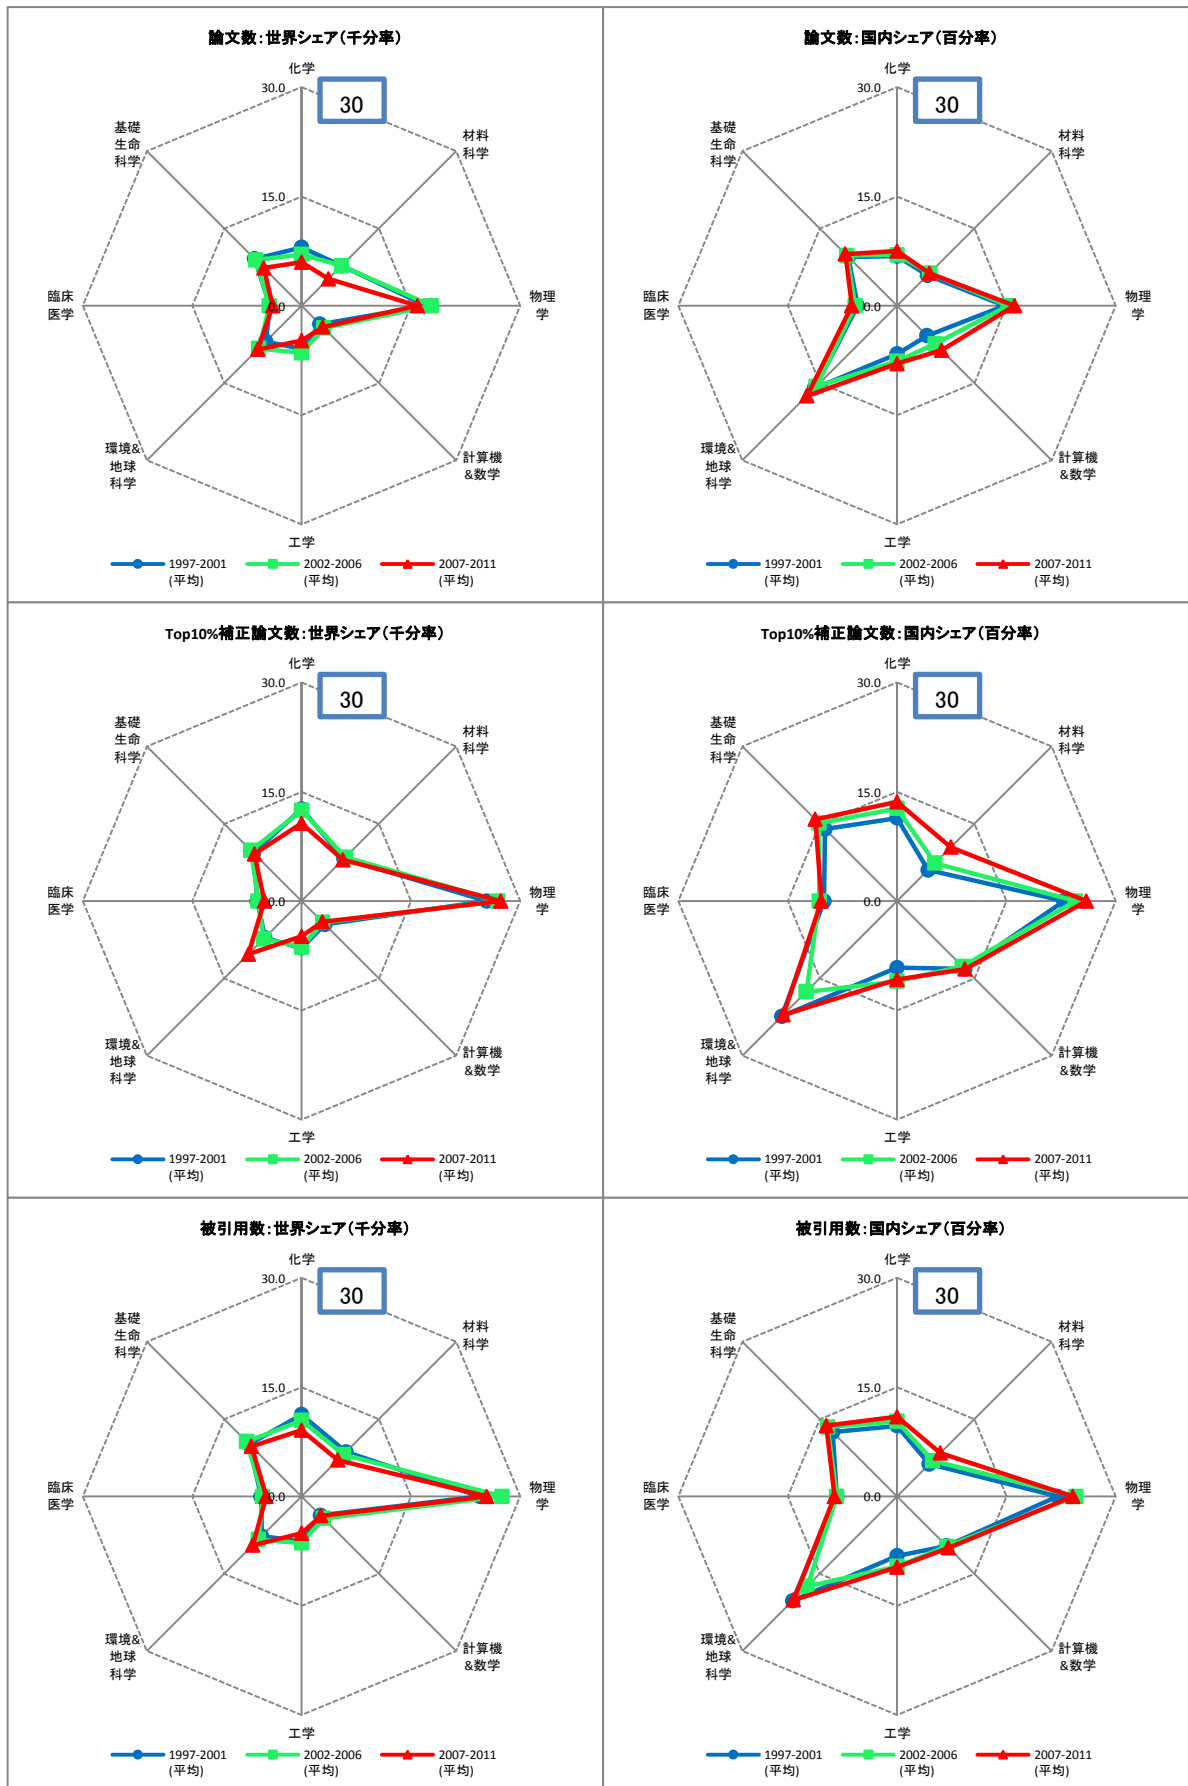 論文数：世界シェア（千分率）
化学
30.0
30
基礎
生命
科学
材料
科学
15.0
臨床
医学
0.0
物理
学
環境&
地球
科学
計算機
&数学
工学
1997-2001
(平均)
2002-2006
(平均)
2007-2011
(平均)
論文数：国内シェア（百分率）
化学
30.0
30
基礎
生命
科学
材料
科学
15.0
臨床
医学
0.0
物理
学
環境&
地球
科学
計算機
&数学
工学
1997-2001
(平均)
2002-2006
(平均)
2007-2011
(平均)
Top10%補正論文数：世界シェア（千分率）
化学
30.0
30
基礎
生命
科学
材料
科学
15.0
臨床
医学
0.0
物理
学
環境&
地球
科学
計算機
&数学
工学
1997-2001
(平均)
2002-2006
(平均)
2007-2011
(平均)
Top10%補正論文数：国内シェア（百分率）
化学
30.0
30
基礎
生命
科学
材料
科学
15.0
臨床
医学
0.0
物理
学
環境&
地球
科学
計算機
&数学
工学
1997-2001
(平均)
2002-2006
(平均)
2007-2011
(平均)
被引用数：世界シェア（千分率）
化学
30.0
30
基礎
生命
科学
材料
科学
15.0
臨床
医学
0.0
物理
学
環境&
地球
科学
計算機
&数学
工学
1997-2001
(平均)
2002-2006
(平均)
2007-2011
(平均)
被引用数：国内シェア（百分率）
化学
30.0
30
基礎
生命
科学
材料
科学
15.0
臨床
医学
0.0
物理
学
環境&
地球
科学
計算機
&数学
工学
1997-2001
(平均)
2002-2006
(平均)
2007-2011
(平均)